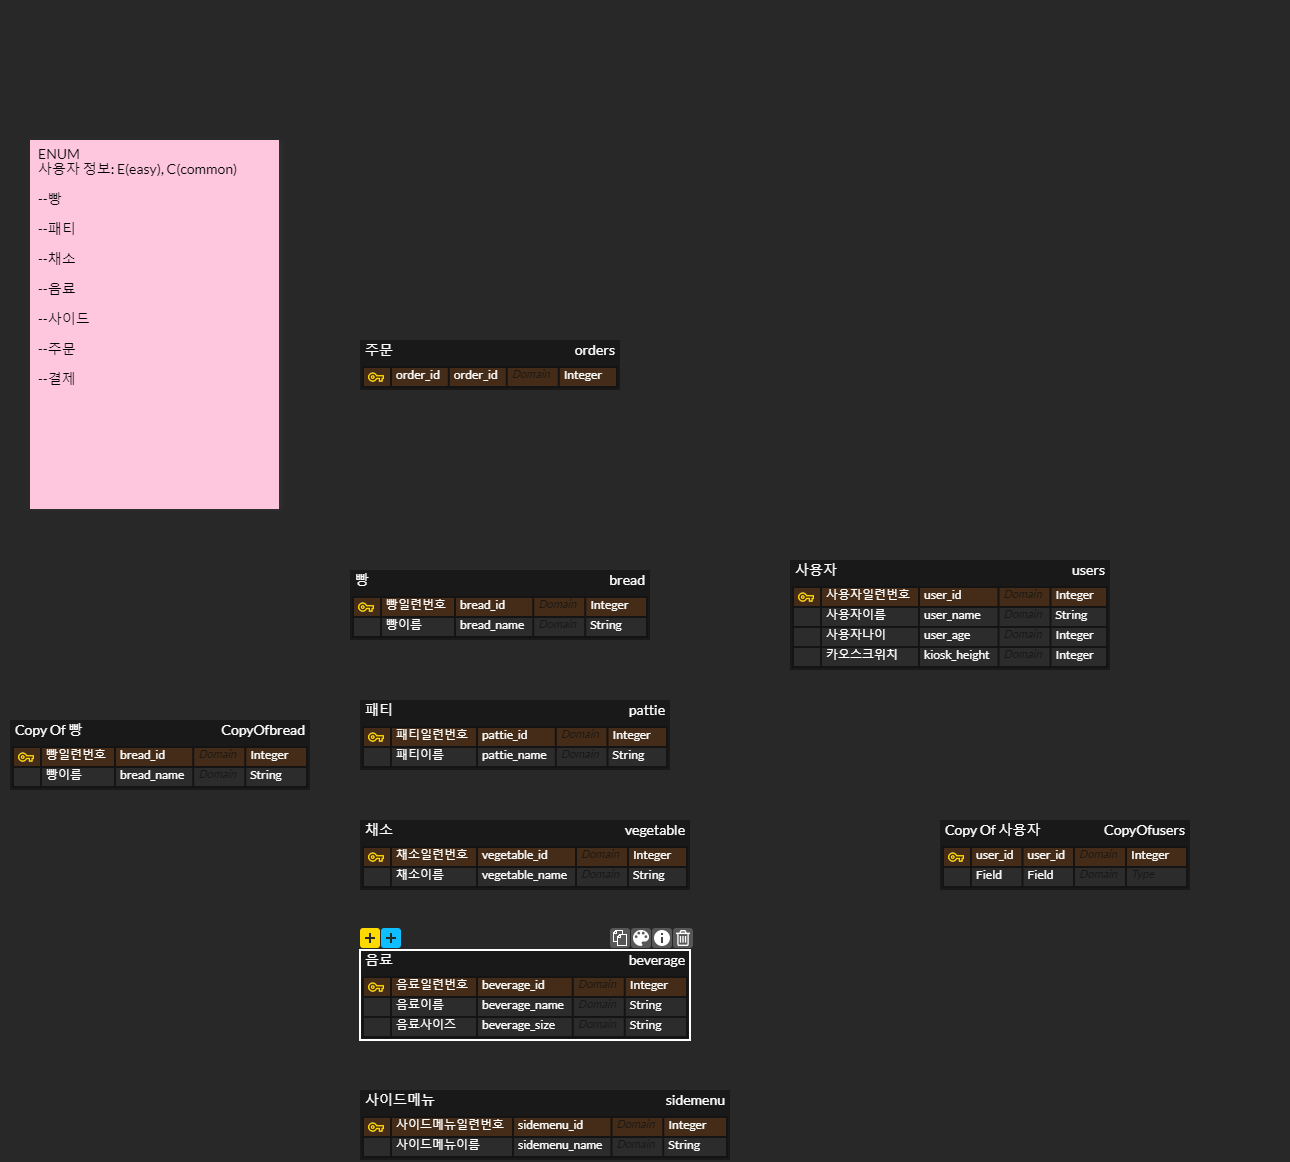 ENUM
사용자 정보: E(easy), C(common)
--빵
--패티
--채소
--음료
--사이드
--주문
--결제
주문 orders
order_id order_id Domain Integer
빵 bread
빵일련번호 bread_id Domain Integer
빵이름 bread_name Domain String
사용자 users
사용자일련번호 user_id Domain Integer
사용자이름 user_name Domain String
사용자나이 user_age Domain Integer
카오스크위치 kiosk_height Domain Integer
패티 pattie
패티일련번호 pattie_id Domain Integer
패티이름 pattie_name Domain String
Copy Of 빵 CopyOfbread
빵일련번호 bread_id Domain Integer
빵이름 bread_name Domain String
채소 vegetable
채소일련번호 vegetable_id Domain Integer
채소이름 vegetable_name Domain String
Copy Of 사용자 CopyOfusers
user_id user_id Domain Integer
Field Field Domain Type
음료 beverage
음료일련번호 beverage_id Domain Integer
음료이름 beverage_name Domain String
음료사이즈 beverage_size Domain String
사이드메뉴 sidemenu
사이드메뉴일련번호 sidemenu_id Domain Integer
사이드메뉴이름 sidemenu_name Domain String